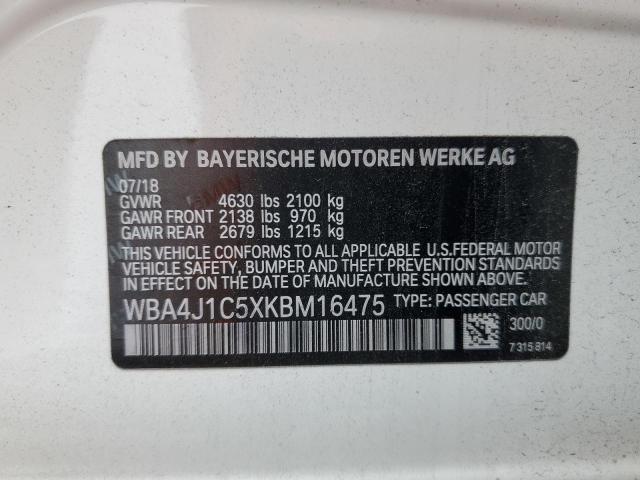 MFD BY BAYERISCHE MOTOREN WERKE AG
07/18
GVWR 4630 lbs 2100 kg
GAWR FRONT 2138 lbs 970 kg
GAWR REAR 2679 lbs 1215 kg
THIS VEHICLE CONFORMS TO ALL APPLICABLE U.S.FEDERAL MOTOR
VEHICLE SAFETY, BUMPER AND THEFT PREVENTION STANDARDS
IN EFFECT ON THE DATE OF MANUFACTURE SHOWN ABOVE.
WBA4J1C5XKBM16475 TYPE: PASSENGER CAR
300/0
7 315 814